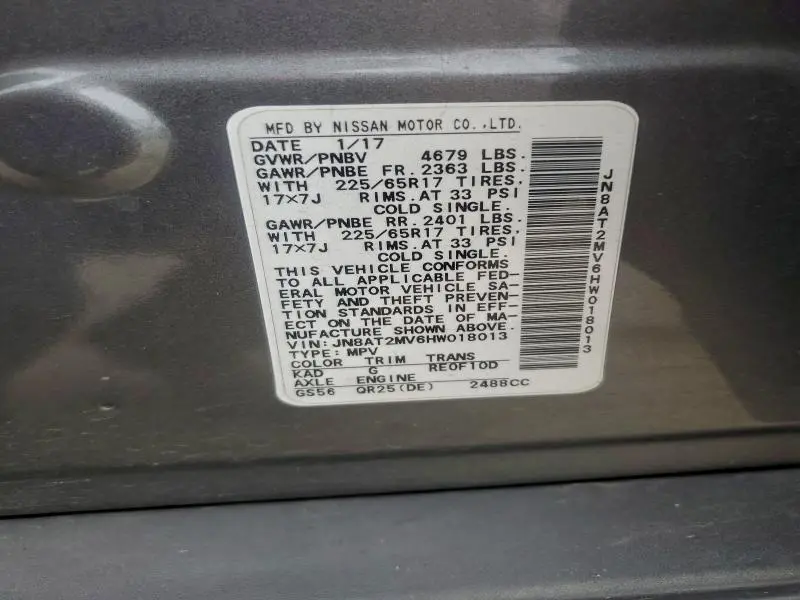 MFD BY NISSAN MOTOR CO.,LTD.
DATE 1/17
GVWR/PNBV 4679 LBS.
GAWR/PNBE FR. 2363 LBS.
WITH 225/65R17 TIRES.
17×7J RIMS.AT 33 PSI
COLD SINGLE.
GAWR/PNBE RR. 2401 LBS.
WITH 225/65R17 TIRES.
17×7J RIMS.AT 33 PSI
COLD SINGLE.
THIS VEHICLE CONFORMS
TO ALL APPLICABLE FED-
ERAL MOTOR VEHICLE SA-
FETY AND THEFT PREVEN-
TION STANDARDS IN EFF-
ECT ON THE DATE OF MA-
NUFACTURE SHOWN ABOVE.
VIN: JN8AT2MV6HW018013
TYPE: MPV
COLOR TRIM TRANS
KAD G RE0F10D
AXLE ENGINE
GS56 QR25(DE) 2488CC
JN8AT2MV6HW018013